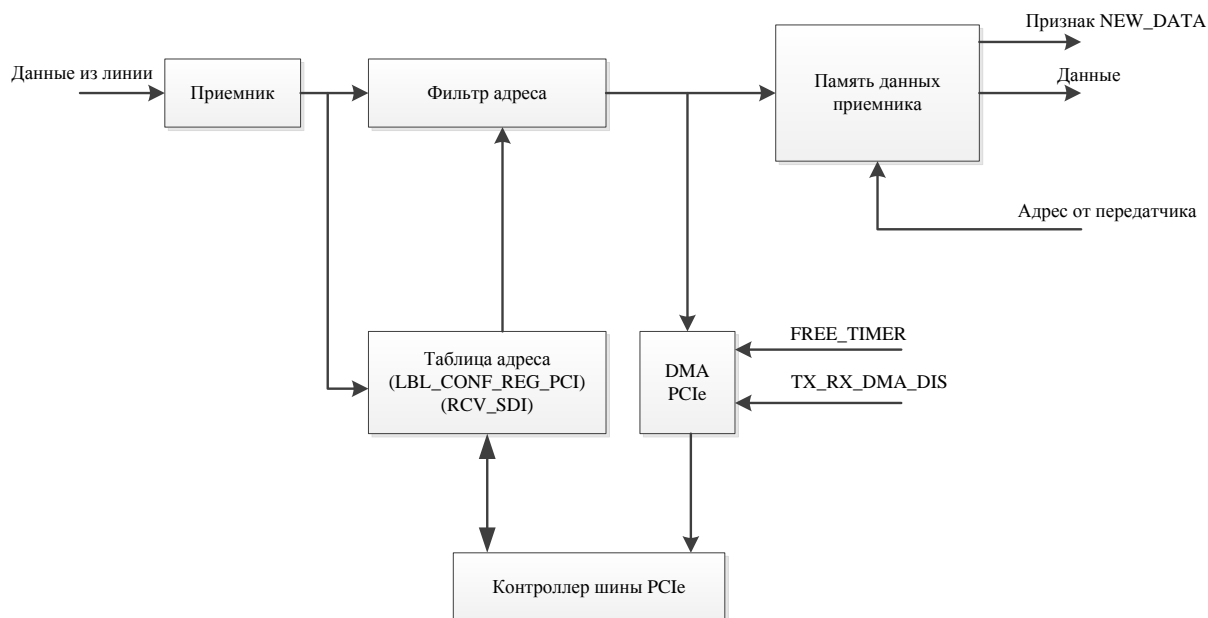 Признак NEW_DATA
Данные из линии
Приемник
Фильтр адреса
Память данных
приемника
Данные
Адрес от передатчика
Таблица адреса
(LBL_CONF_REG_PCI)
(RCV_SDI)
DMA
PCIe
FREE_TIMER
TX_RX_DMA_DIS
Контроллер шины PCIe